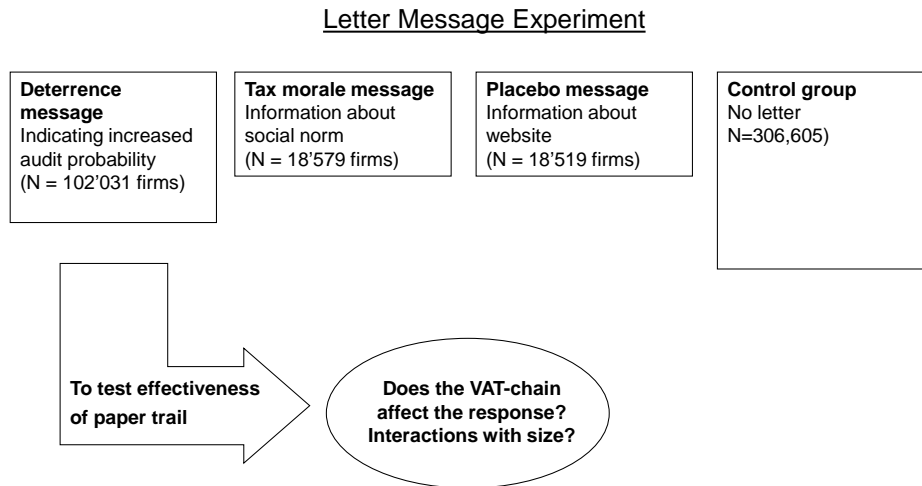 Letter Message Experiment
Deterrence
message
Indicating increased
audit probability
(N = 102’031 firms)
Tax morale message
Information about
social norm
(N = 18’579 firms)
Placebo message
Information about
website
(N = 18’519 firms)
Control group
No letter
N=306,605)
To test effectiveness
of paper trail
Does the VAT-chain
affect the response?
Interactions with size?